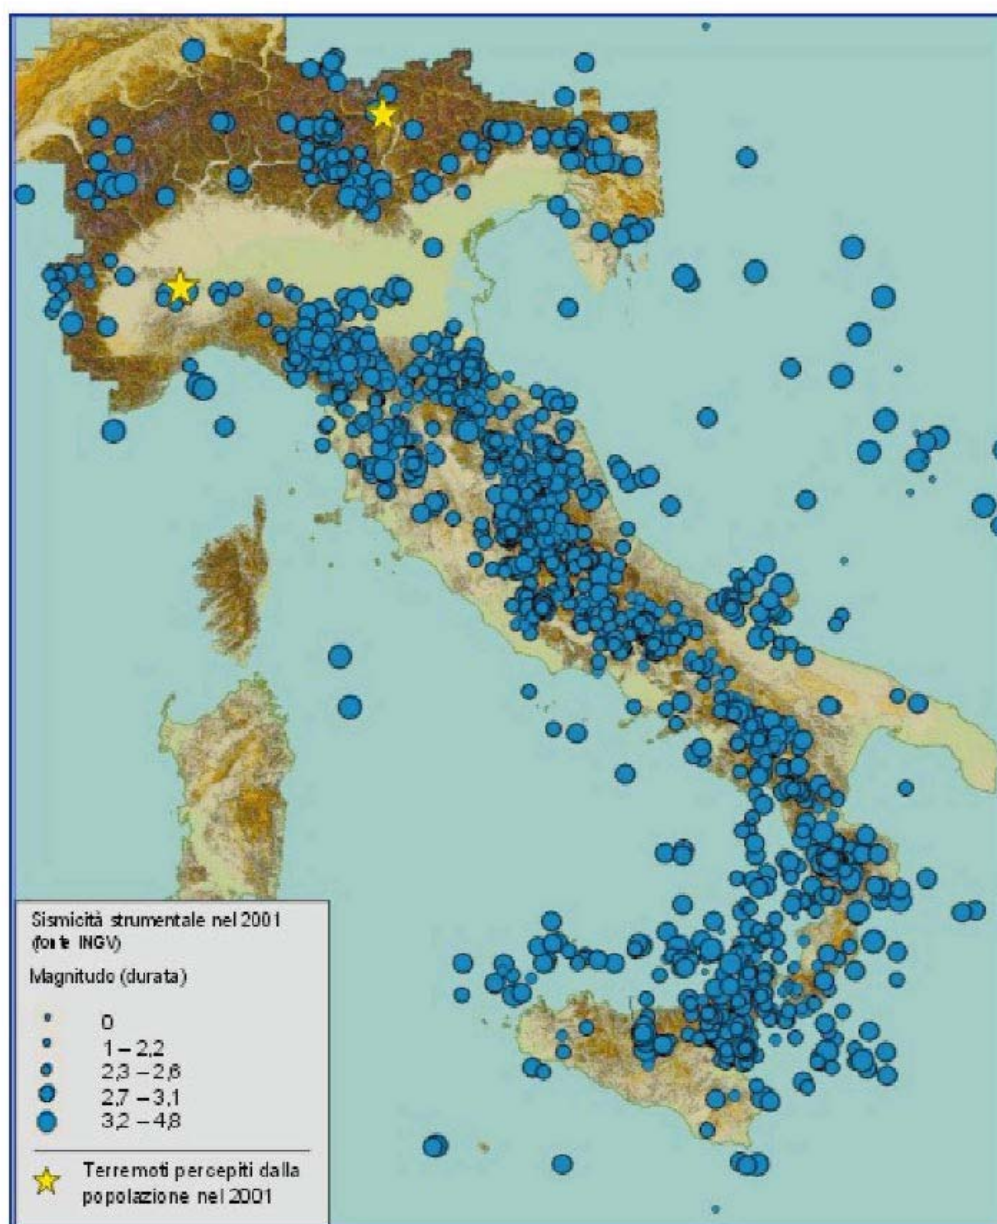 Sismicità strumentale nel 2001
(fonte INGV)
Magnitudo (durata)
0
1 – 2,2
2,3 – 2,6
2,7 – 3,1
3,2 – 4,8
Terremoti percepiti dalla
popolazione nel 2001